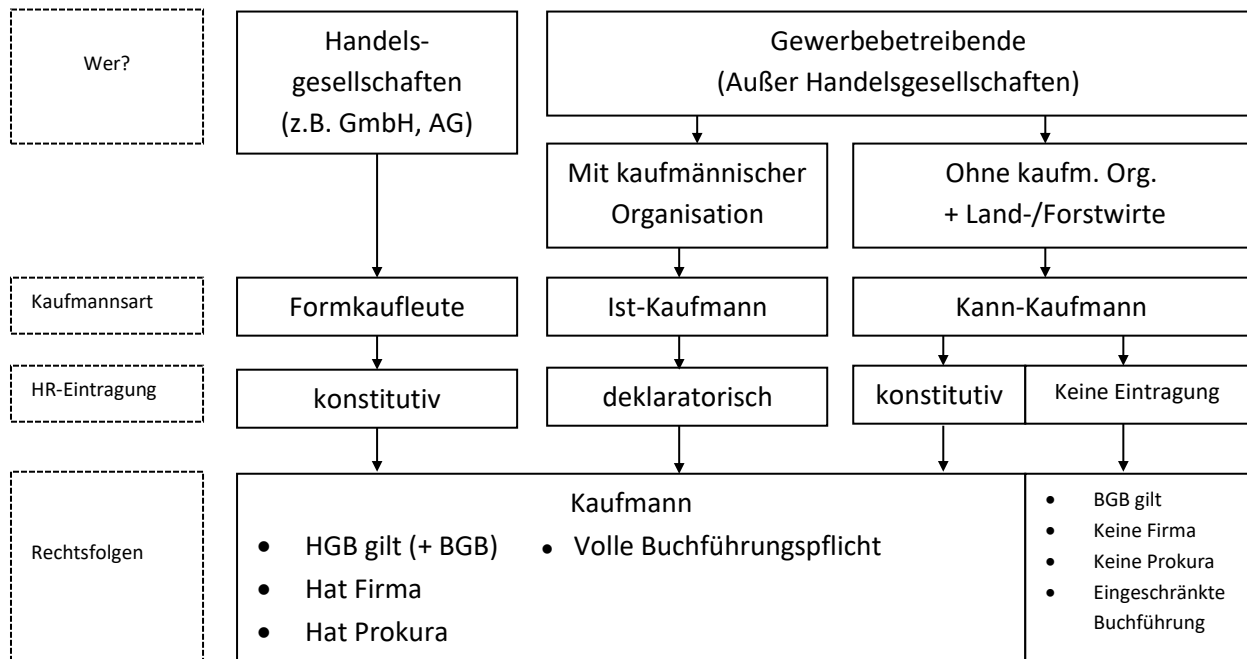 Wer?
Handels-
gesellschaften
(z.B. GmbH, AG)
Gewerbebetreibende
(Außer Handelsgesellschaften)
Mit kaufmännischer
Organisation
Ohne kaufm. Org.
+ Land-/Forstwirte
Kaufmannsart
Formkaufleute
Ist-Kaufmann
Kann-Kaufmann
HR-Eintragung
konstitutiv
deklaratorisch
konstitutiv
Keine Eintragung
Rechtsfolgen
Kaufmann
• HGB gilt (+ BGB)
• Hat Firma
• Hat Prokura
• Volle Buchführungspflicht
• BGB gilt
• Keine Firma
• Keine Prokura
• Eingeschränkte
Buchführung